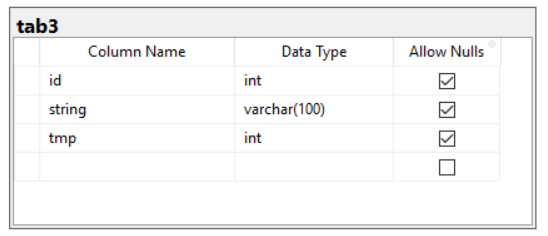 tab3
Column Name Data Type Allow Nulls
id int
string varchar(100)
tmp int